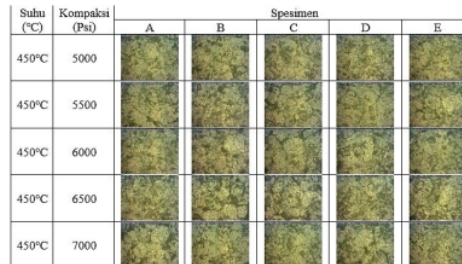 Suhu Kompaksi Spesimen
(°C) (Psi) A B C D E
450°C 5000
450°C 5500
450°C 6000
450°C 6500
450°C 7000